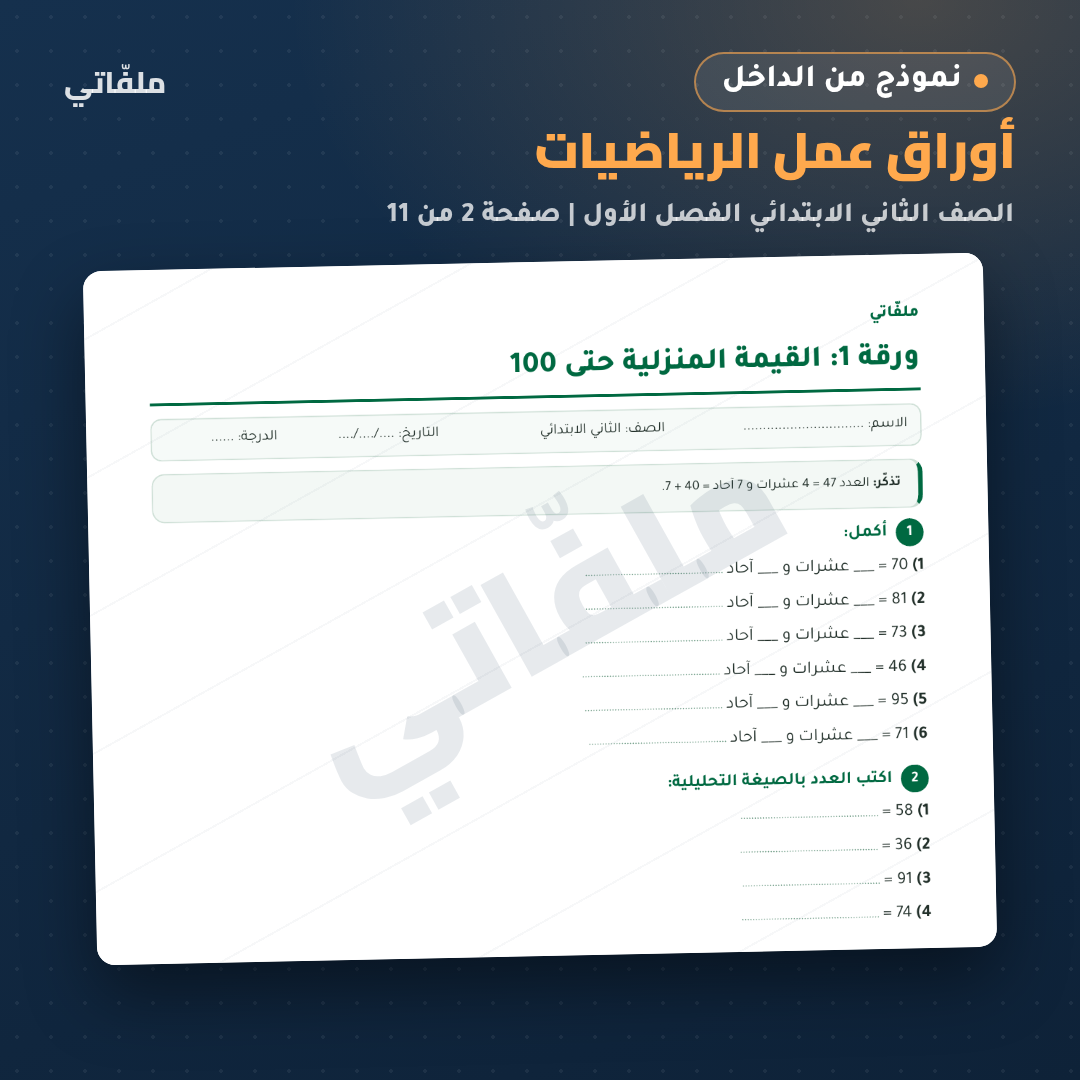 نموذج من الداخل
ملفّاتي
أوراق عمل الرياضيات
الصف الثاني الابتدائي الفصل الأول | صفحة 2 من 11
ملفّاتي
ورقة 1: القيمة المنزلية حتى 100
الاسم: .............................. الصف: الثاني الابتدائي التاريخ: ..../..../.... الدرجة: ......
تذكّر: العدد 47 = 4 عشرات و 7 آحاد = 40 + 7.
1 أكمل:
1) 70 = ___ عشرات و ___ آحاد
2) 81 = ___ عشرات و ___ آحاد
3) 73 = ___ عشرات و ___ آحاد
4) 46 = ___ عشرات و ___ آحاد
5) 95 = ___ عشرات و ___ آحاد
6) 71 = ___ عشرات و ___ آحاد
2 اكتب العدد بالصيغة التحليلية:
1) 58 =
2) 36 =
3) 91 =
4) 74 =
ملفّاتي